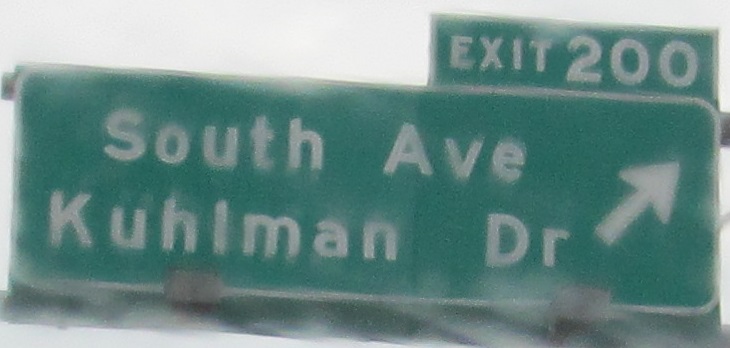 EXIT 200
South Ave
Kuhlman Dr